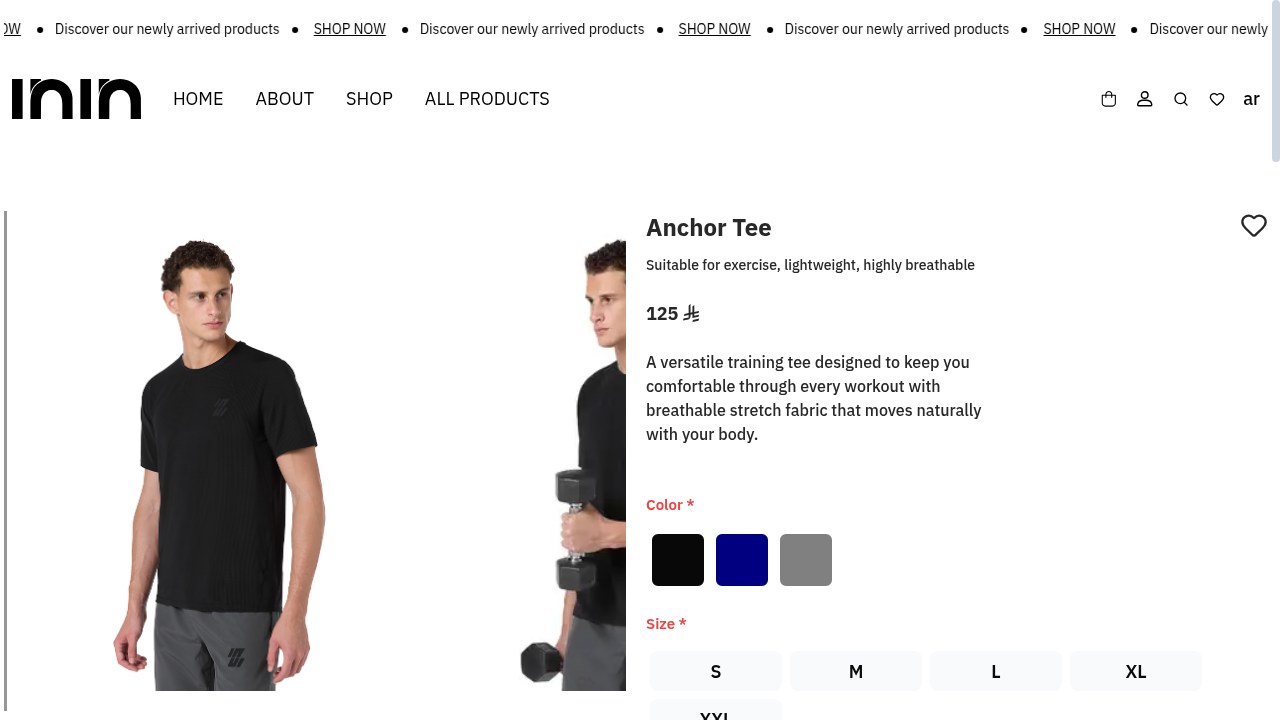 OW • Discover our newly arrived products • SHOP NOW • Discover our newly arrived products • SHOP NOW • Discover our newly arrived products • SHOP NOW • Discover our newly
ININ HOME ABOUT SHOP ALL PRODUCTS ar
Anchor Tee
Suitable for exercise, lightweight, highly breathable
125
A versatile training tee designed to keep you
comfortable through every workout with
breathable stretch fabric that moves naturally
with your body.
Color *
Size *
S M L XL
XXL